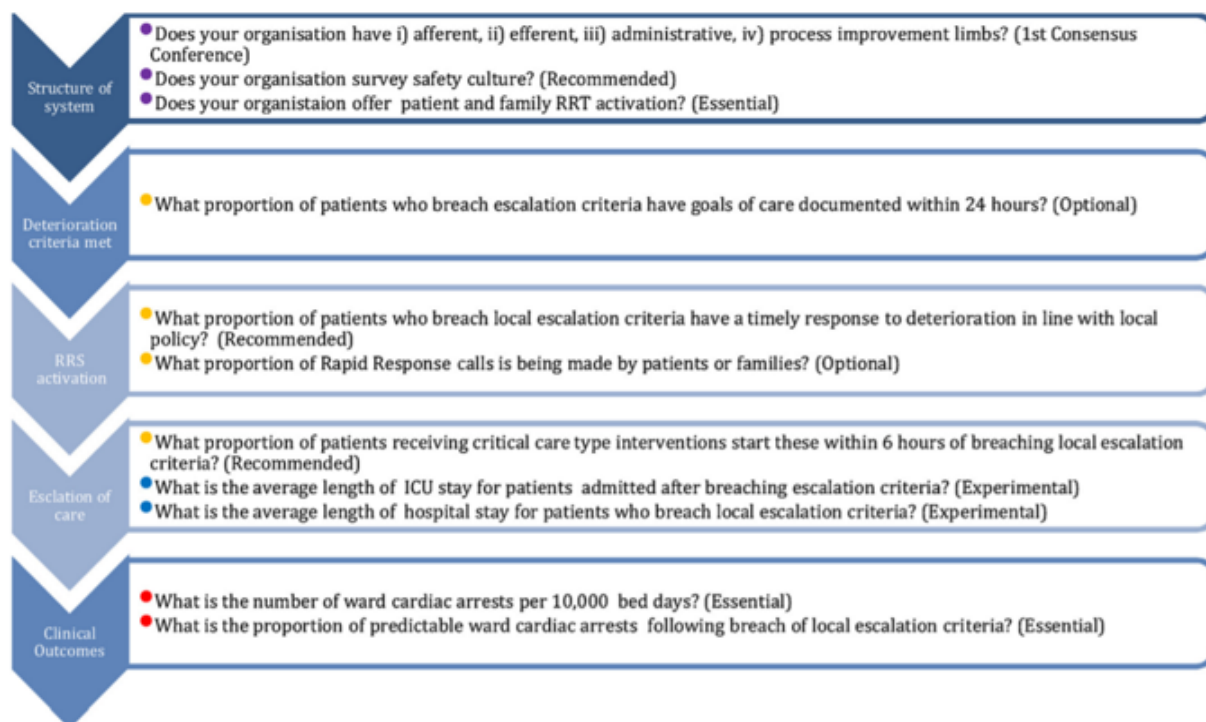 Structure of
system
Does your organisation have i) afferent, ii) efferent, iii) administrative, iv) process improvement limbs? (1st Consensus
Conference)
Does your organisation survey safety culture? (Recommended)
Does your organistaion offer patient and family RRT activation? (Essential)
Deterioration
criteria met
What proportion of patients who breach escalation criteria have goals of care documented within 24 hours? (Optional)
RRS
activation
What proportion of patients who breach local escalation criteria have a timely response to deterioration in line with local
policy? (Recommended)
What proportion of Rapid Response calls is being made by patients or families? (Optional)
Esclation of
care
What proportion of patients receiving critical care type interventions start these within 6 hours of breaching local escalation
criteria? (Recommended)
What is the average length of ICU stay for patients admitted after breaching escalation criteria? (Experimental)
What is the average length of hospital stay for patients who breach local escalation criteria? (Experimental)
Clinical
Outcomes
What is the number of ward cardiac arrests per 10,000 bed days? (Essential)
What is the proportion of predictable ward cardiac arrests following breach of local escalation criteria? (Essential)